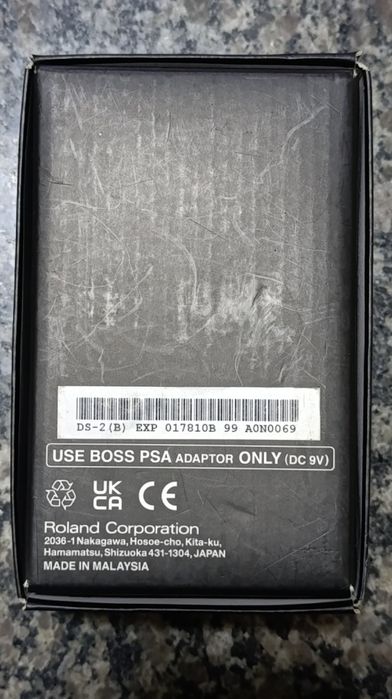 DS-2(B) EXP 017810B 99 A0N0069
USE BOSS PSA ADAPTOR ONLY (DC 9V)
UK
CA CE
Roland Corporation
2036-1 Nakagawa, Hosoe-cho, Kita-ku,
Hamamatsu, Shizuoka 431-1304, JAPAN
MADE IN MALAYSIA